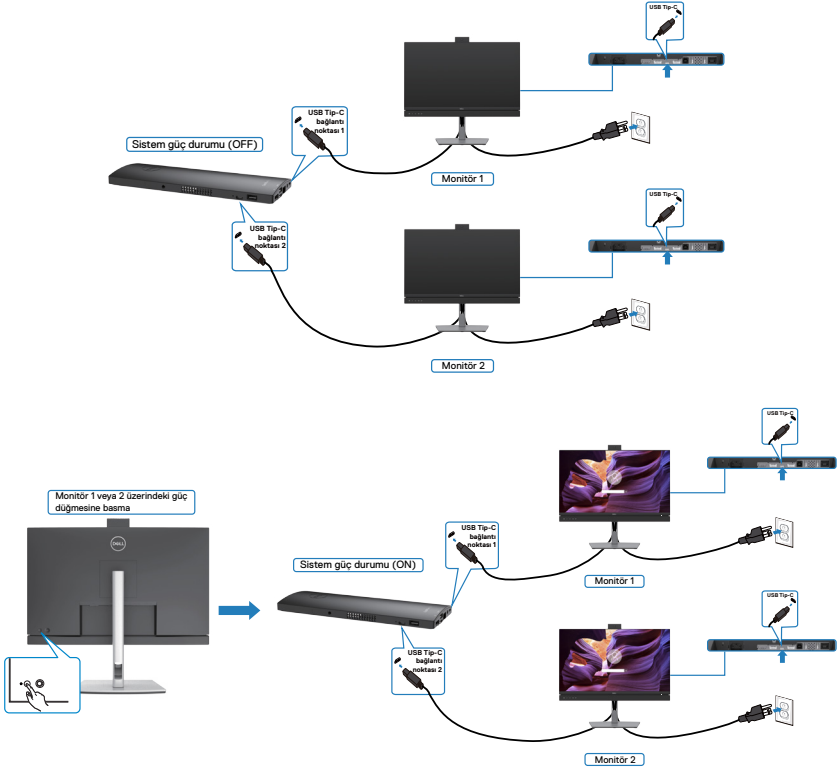 USB Tip-C
USB Tip-C
bağlantı
noktası 1
Sistem güç durumu (OFF)
Monitör 1
USB Tip-C
USB Tip-C
bağlantı
noktası 2
Monitör 2
USB Tip-C
Monitör 1 veya 2 üzerindeki güç
düğmesine basma
DELL
USB Tip-C
bağlantı
noktası 1
Sistem güç durumu (ON)
Monitör 1
USB Tip-C
USB Tip-C
bağlantı
noktası 2
Monitör 2